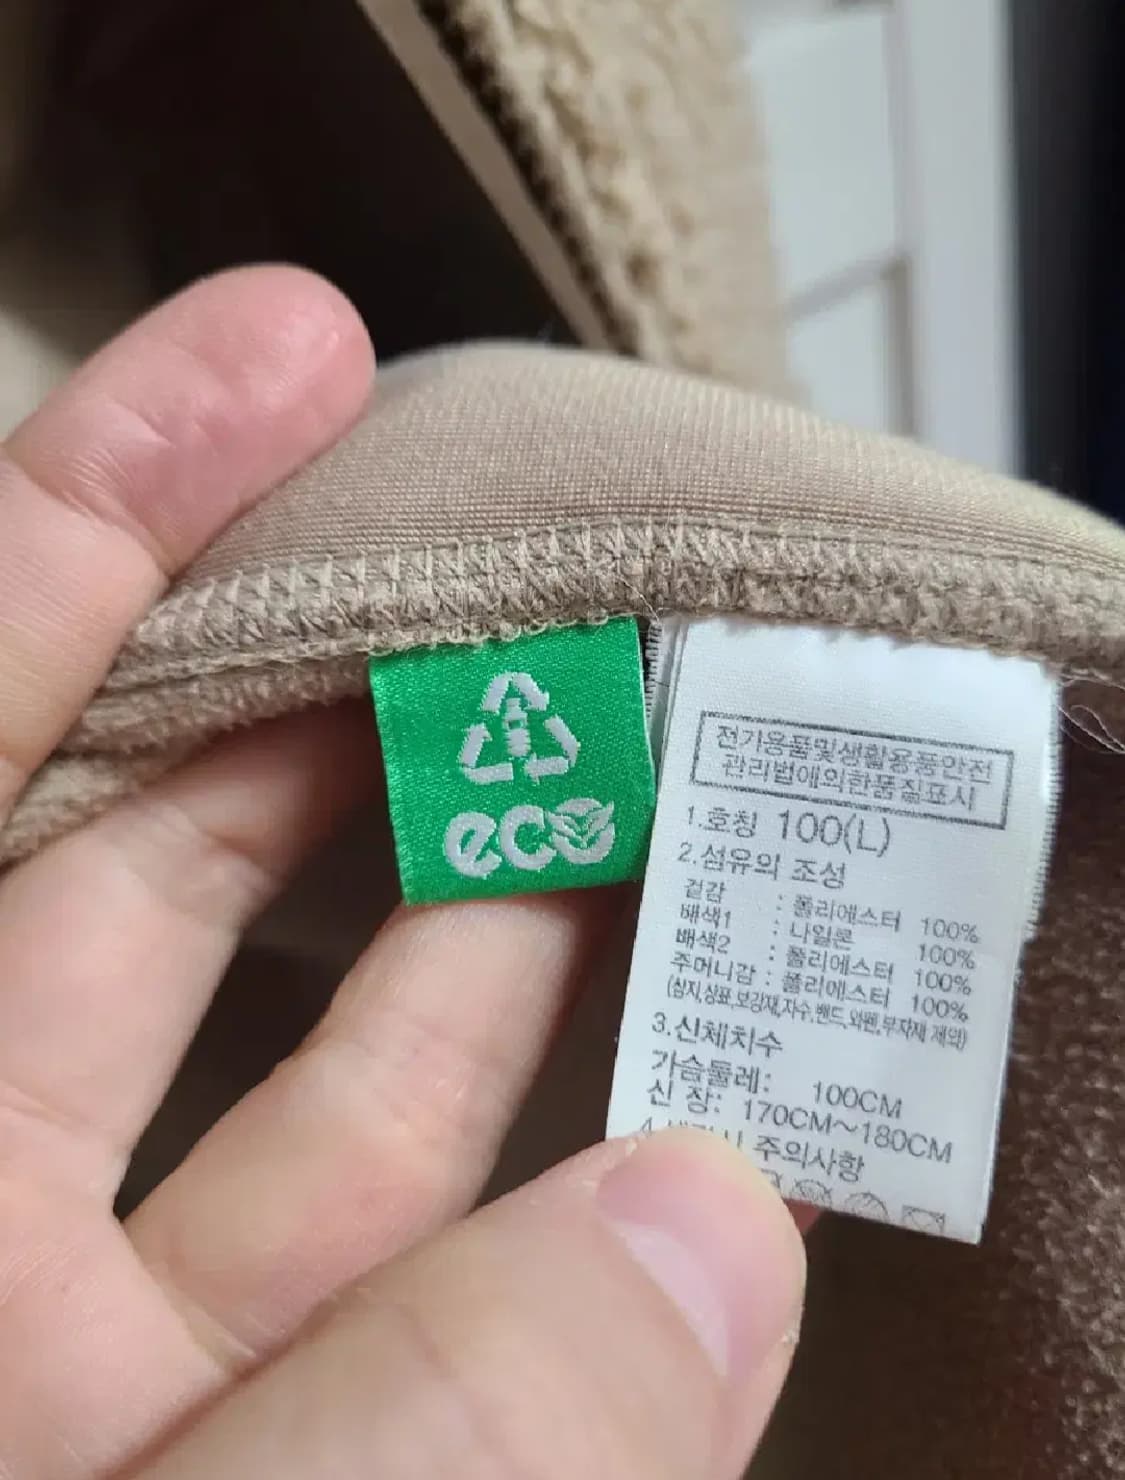 eco
전기용품및생활용품안전
관리법에의한품질표시
1.호칭 100(L)
2.섬유의 조성
겉감 : 폴리에스터 100%
배색1 : 나일론 100%
배색2 : 폴리에스터 100%
주머니감 : 폴리에스터 100%
(심지,상표,보강재,자수,밴드,와펜,부자재 제외)
3.신체치수
가슴둘레: 100CM
신 장: 170CM~180CM
4. 주의사항